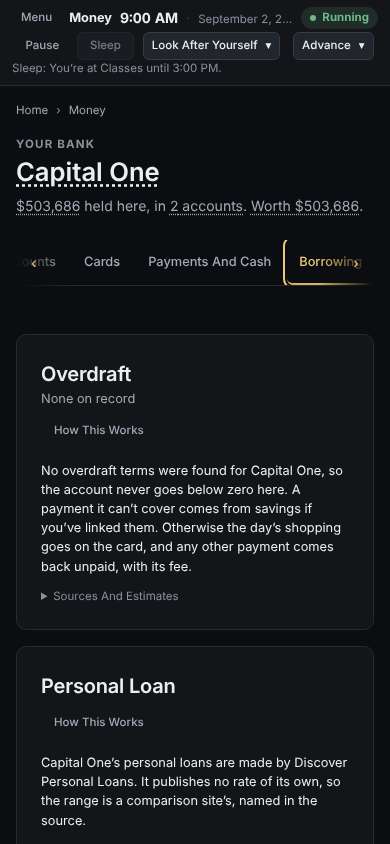 Menu Money 9:00 AM · September 2, 2... Running
Pause Sleep Look After Yourself ▾ Advance ▾
Sleep: You're at Classes until 3:00 PM.
Home › Money
YOUR BANK
Capital One
$503,686 held here, in 2 accounts. Worth $503,686.
Cards Payments And Cash Borrowing
Overdraft
None on record
How This Works
No overdraft terms were found for Capital One, so
the account never goes below zero here. A
payment it can't cover comes from savings if
you've linked them. Otherwise the day's shopping
goes on the card, and any other payment comes
back unpaid, with its fee.
Sources And Estimates
Personal Loan
How This Works
Capital One's personal loans are made by Discover
Personal Loans. It publishes no rate of its own, so
the range is a comparison site's, named in the
source.